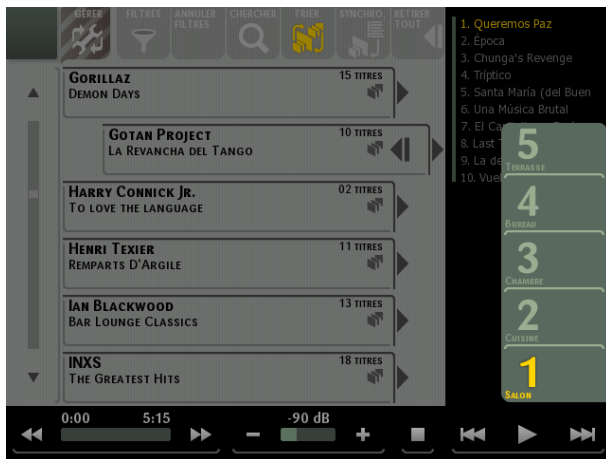 GÉRER
FILTRES
ANNULER
FILTRES
CHERCHER
TRIER
SYNCHRO.
RETIRER
TOUT
GORILLAZ
15 TITRES
DEMON DAYS
GOTAN PROJECT
10 TITRES
LA REVANCHA DEL TANGO
HARRY CONNICK JR.
02 TITRES
TO LOVE THE LANGUAGE
HENRI TEXIER
11 TITRES
REMPARTS D'ARGILE
IAN BLACKWOOD
13 TITRES
BAR LOUNGE CLASSICS
INXS
18 TITRES
THE GREATEST HITS
1. Queremos Paz
2. Época
3. Chunga's Revenge
4. Tríptico
5. Santa María (del Buen
6. Una Música Brutal
7. El
8. Last
9. La de
10. Vuel
5
TERRASSE
4
BUREAU
3
CHAMBRE
2
CUISINE
1
SALON
0:00
5:15
-90 dB